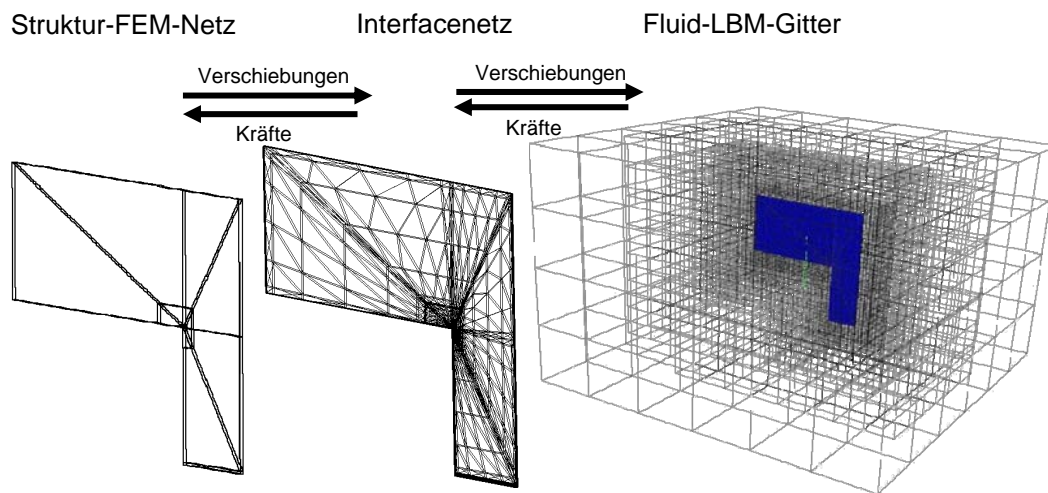 Struktur-FEM-Netz
Interfacenetz
Fluid-LBM-Gitter
Verschiebungen
Verschiebungen
Kräfte
Kräfte